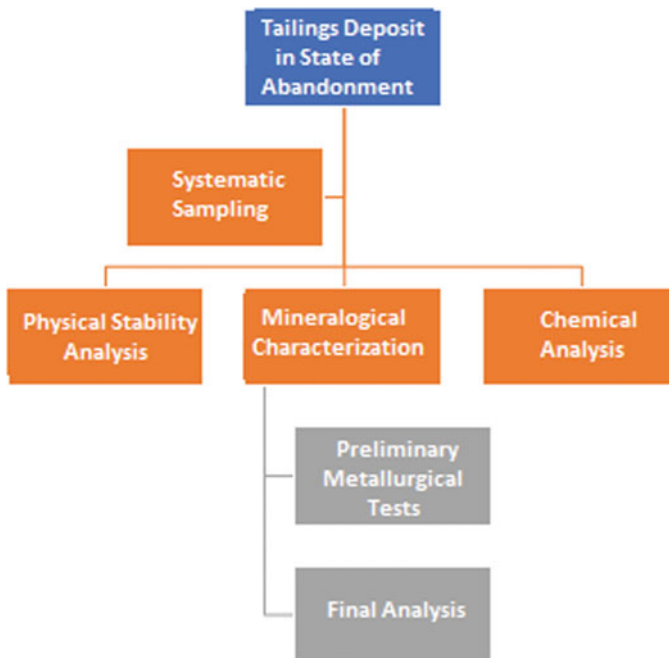 Tailings Deposit
in State of
Abandonment
Systematic
Sampling
Physical Stability
Analysis
Mineralogical
Characterization
Chemical
Analysis
Preliminary
Metallurgical
Tests
Final Analysis